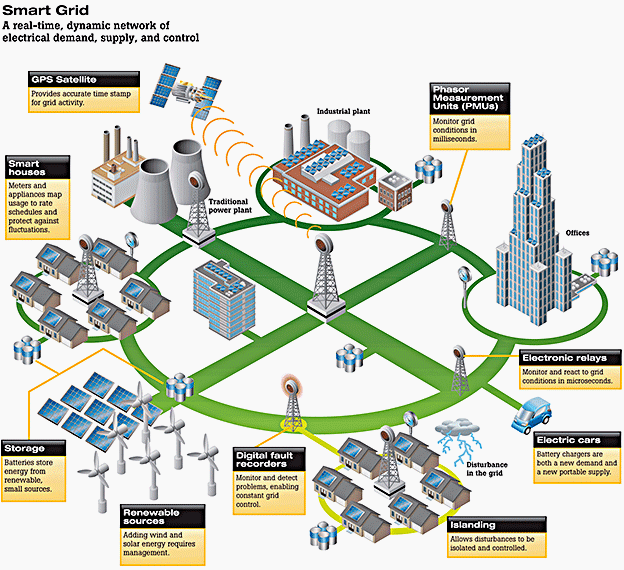 Smart Grid
A real-time, dynamic network of
electrical demand, supply, and control
GPS Satellite
Provides accurate time stamp
for grid activity.
Industrial plant
Phasor
Measurement
Units (PMUs)
Monitor grid
conditions in
milliseconds.
Smart
houses
Meters and
appliances map
usage to rate
schedules and
protect against
fluctuations.
Traditional
power plant
Offices
Electronic relays
Monitor and react to grid
conditions in microseconds.
Storage
Batteries store
energy from
renewable,
small sources.
Digital fault
recorders
Monitor and detect
problems, enabling
constant grid
control.
Disturbance
in the grid
Electric cars
Battery chargers are
both a new demand and
a new portable supply.
Renewable
sources
Adding wind and
solar energy requires
management.
Islanding
Allows disturbances to be
isolated and controlled.